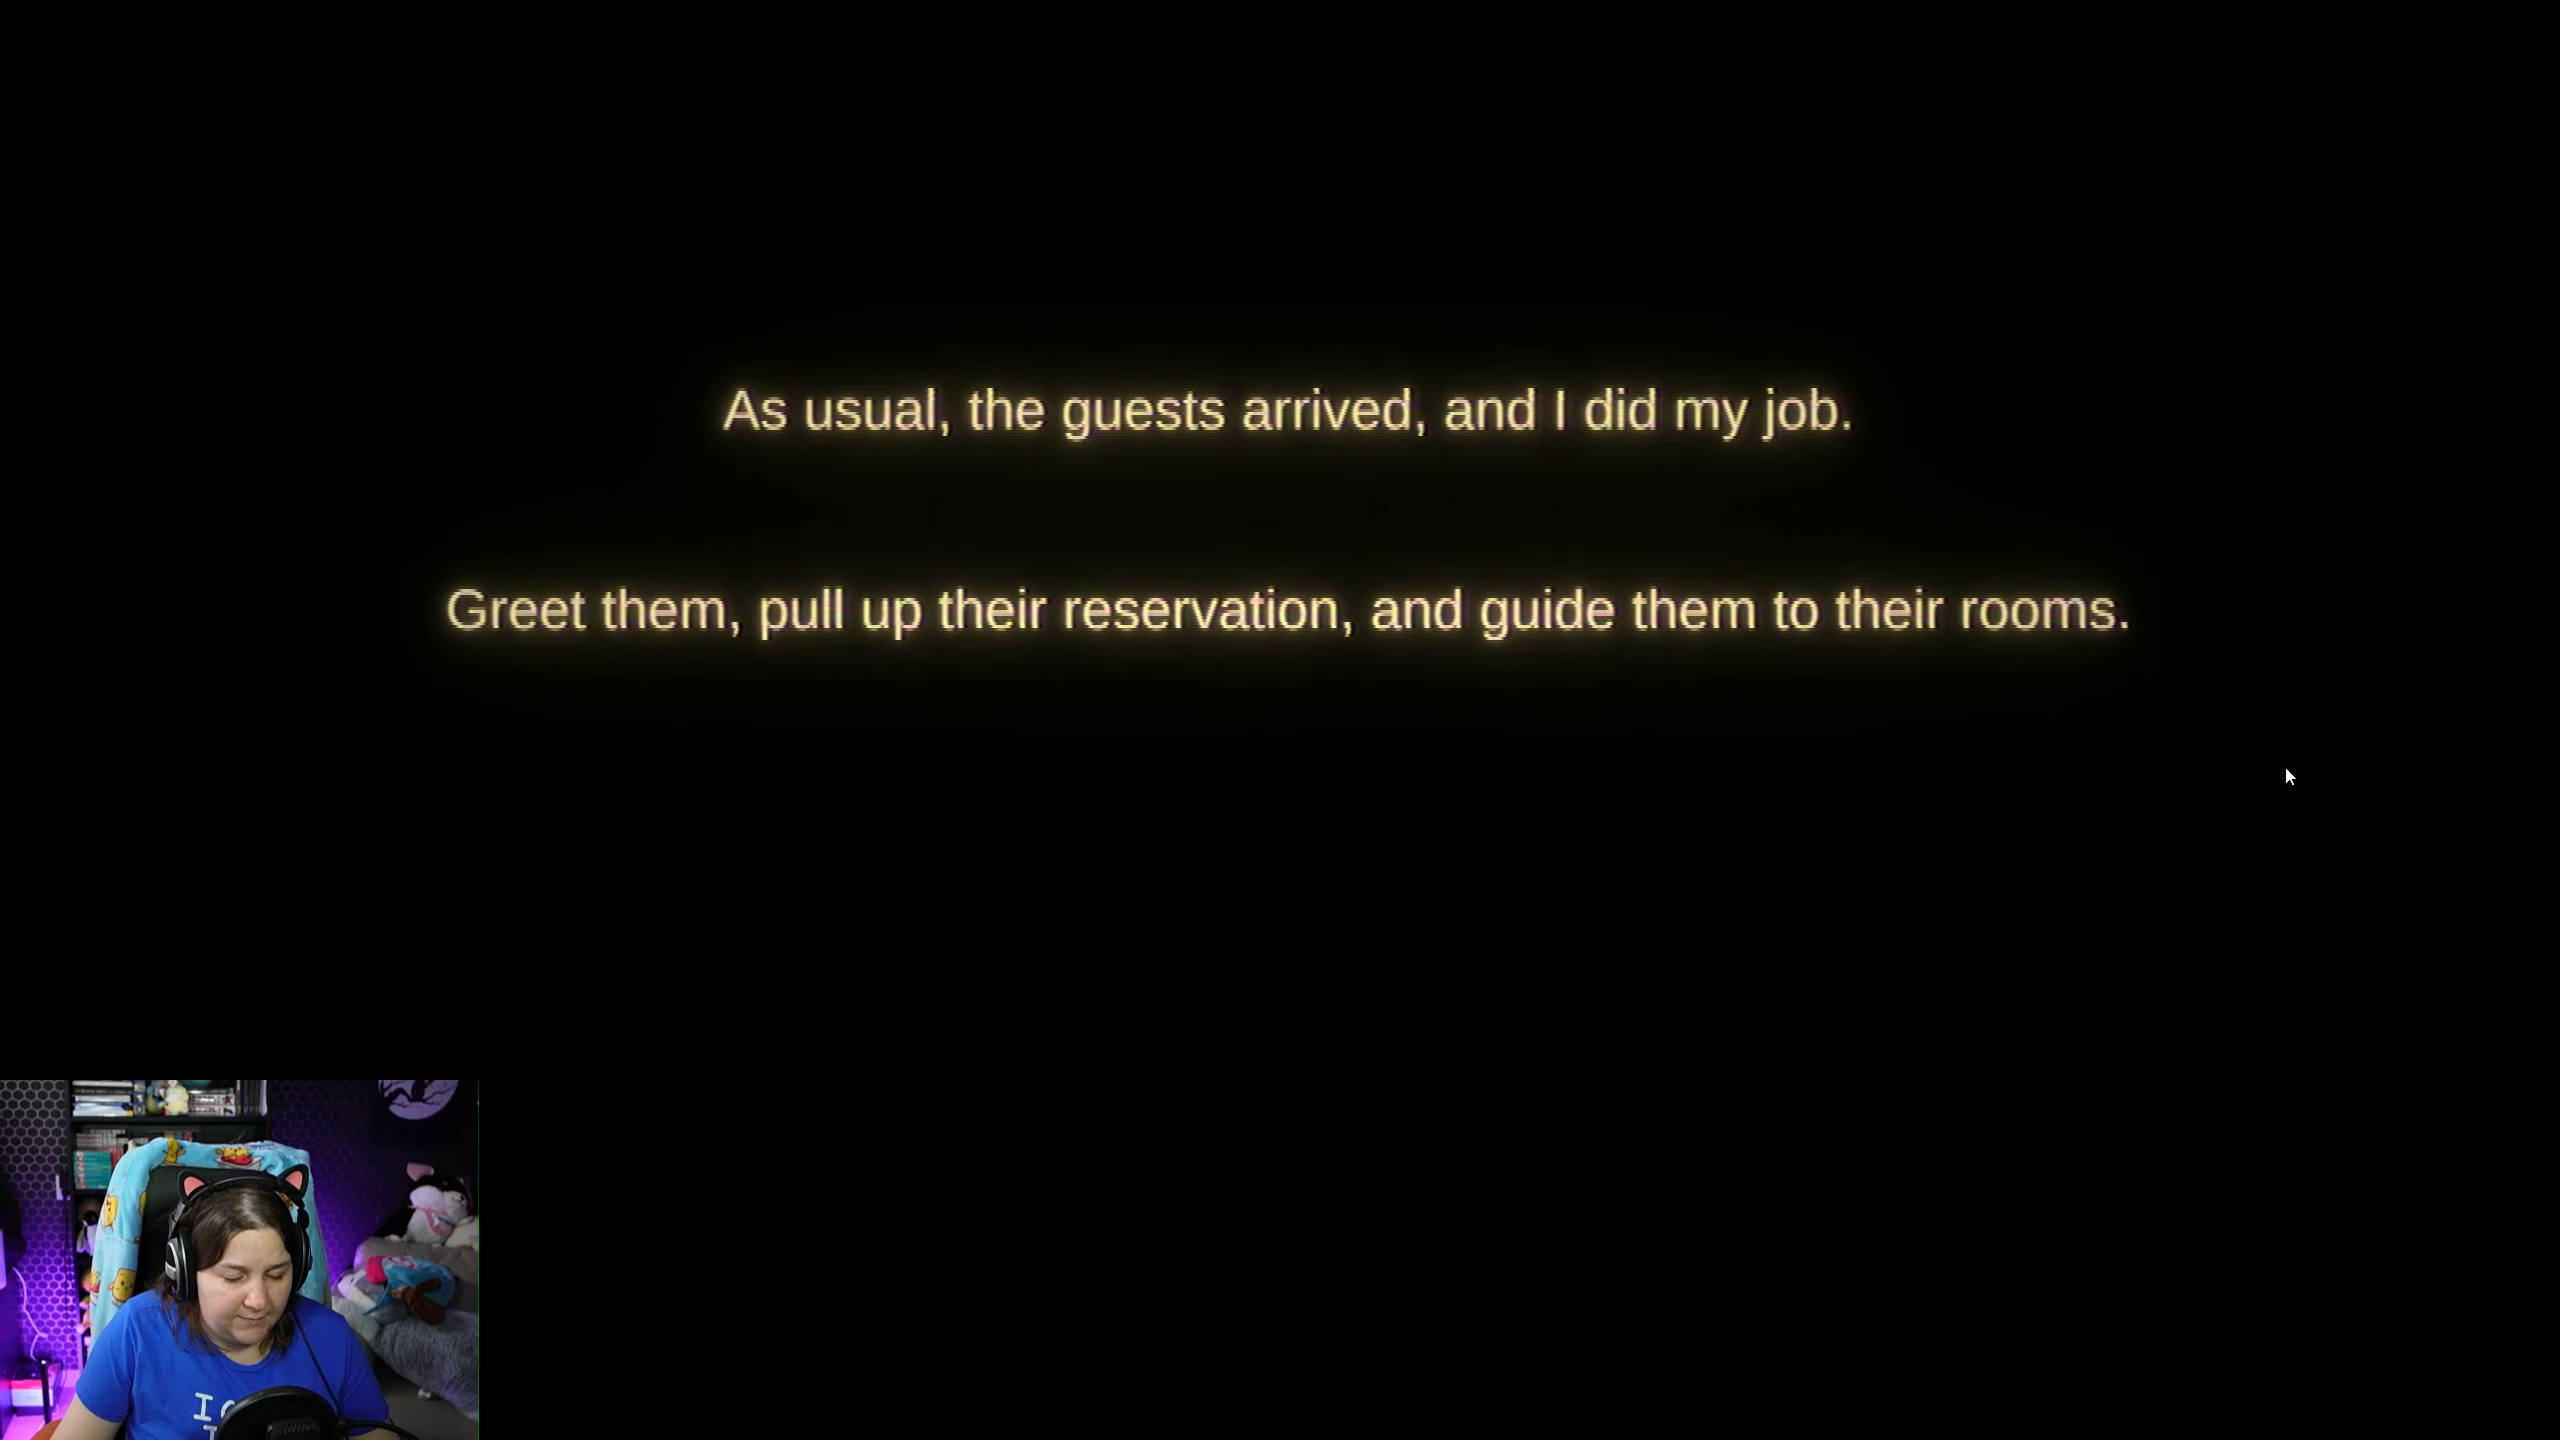 As usual, the guests arrived, and I did my job.
Greet them, pull up their reservation, and guide them to their rooms.